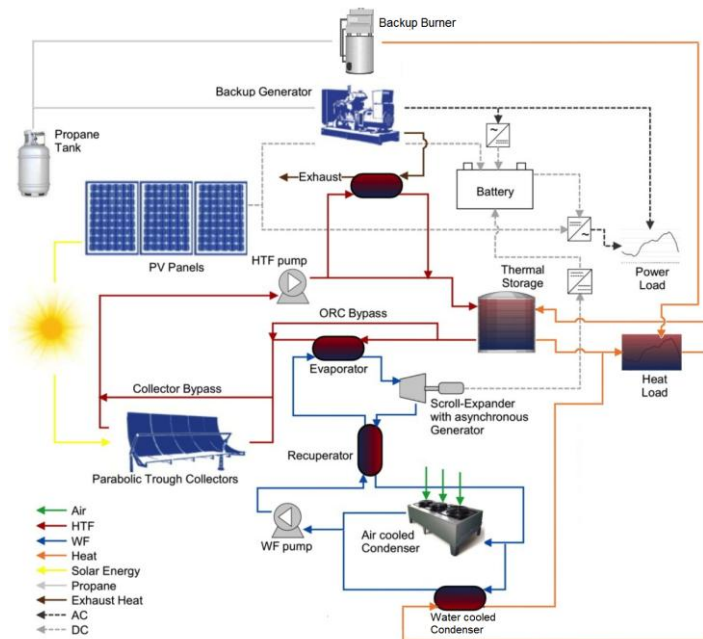 Backup Burner
Backup Generator
Propane
Tank
Exhaust
Battery
PV Panels
HTF pump
Thermal
Storage
Power
Load
ORC Bypass
Evaporator
Collector Bypass
Scroll-Expander
with asynchronous
Generator
Heat
Load
Parabolic Trough Collectors
Recuperator
Air
HTF
WF
Heat
Solar Energy
Propane
Exhaust Heat
AC
DC
WF pump
Air cooled
Condenser
Water cooled
Condenser